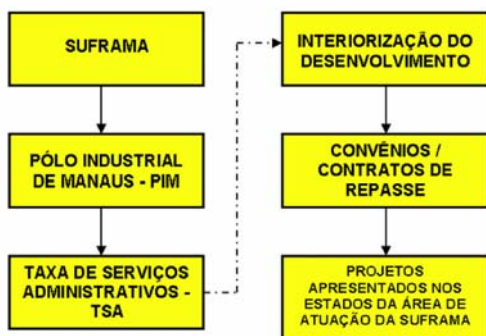 SUFRAMA
PÓLO INDUSTRIAL
DE MANAUS - PIM
TAXA DE SERVIÇOS
ADMINISTRATIVOS -
TSA
INTERIORIZAÇÃO DO
DESENVOLVIMENTO
CONVÊNIOS /
CONTRATOS DE
REPASSE
PROJETOS
APRESENTADOS NOS
ESTADOS DA ÁREA DE
ATUAÇÃO DA SUFRAMA